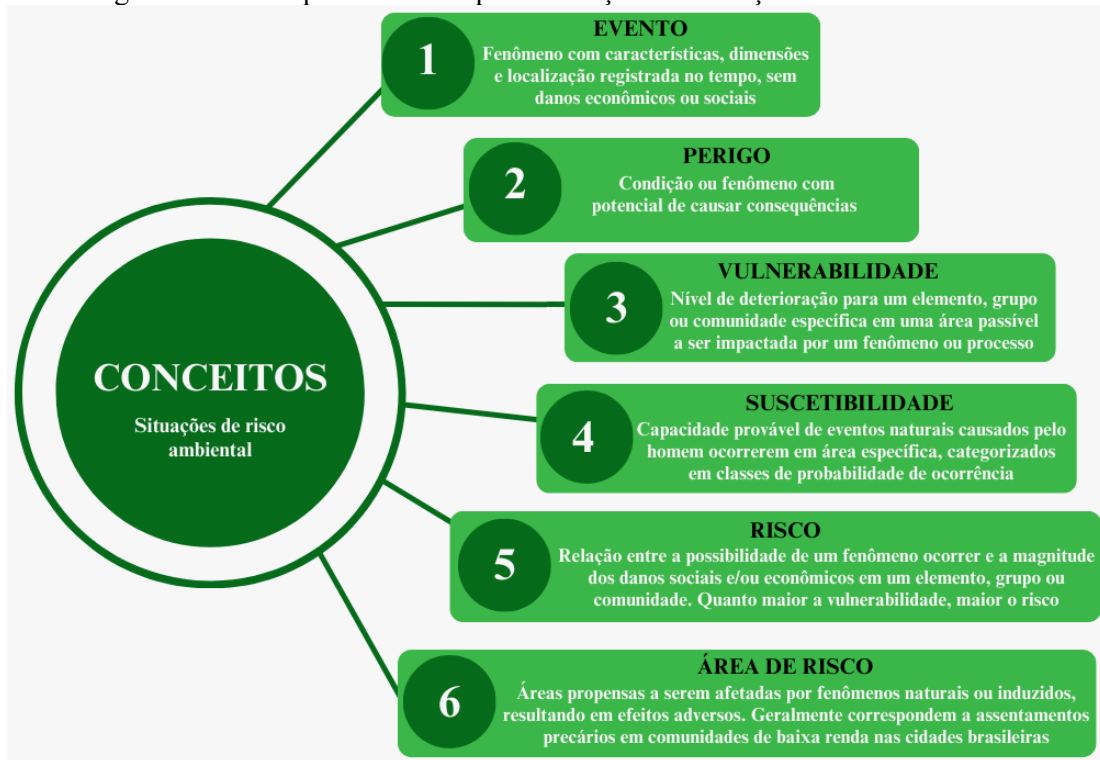 CONCEITOS
Situações de risco
ambiental
1
EVENTO
Fenômeno com características, dimensões
e localização registrada no tempo, sem
danos econômicos ou sociais
2
PERIGO
Condição ou fenômeno com
potencial de causar consequências
3
VULNERABILIDADE
Nível de deterioração para um elemento, grupo
ou comunidade específica em uma área passível
a ser impactada por um fenômeno ou processo
4
SUSCETIBILIDADE
Capacidade provável de eventos naturais causados pelo
homem ocorrerem em área específica, categorizados
em classes de probabilidade de ocorrência
5
RISCO
Relação entre a possibilidade de um fenômeno ocorrer e a magnitude
dos danos sociais e/ou econômicos em um elemento, grupo ou
comunidade. Quanto maior a vulnerabilidade, maior o risco
6
ÁREA DE RISCO
Áreas propensas a serem afetadas por fenômenos naturais ou induzidos,
resultando em efeitos adversos. Geralmente correspondem a assentamentos
precários em comunidades de baixa renda nas cidades brasileiras